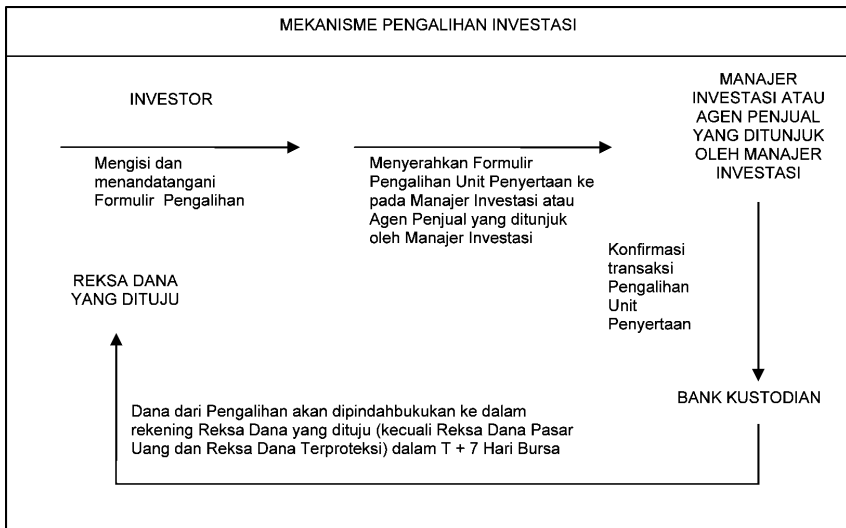 MEKANISME PENGALIHAN INVESTASI
INVESTOR
Mengisi dan
menandatangani
Formulir Pengalihan
Menyerahkan Formulir
Pengalihan Unit Penyertaan ke
pada Manajer Investasi atau
Agen Penjual yang ditunjuk
oleh Manajer Investasi
MANAJER
INVESTASI ATAU
AGEN PENJUAL
YANG DITUNJUK
OLEH MANAJER
INVESTASI
Konfirmasi
transaksi
Pengalihan
Unit
Penyertaan
BANK KUSTODIAN
Dana dari Pengalihan akan dipindahbukukan ke dalam
rekening Reksa Dana yang dituju (kecuali Reksa Dana Pasar
Uang dan Reksa Dana Terproteksi) dalam T + 7 Hari Bursa
REKSA DANA
YANG DITUJU